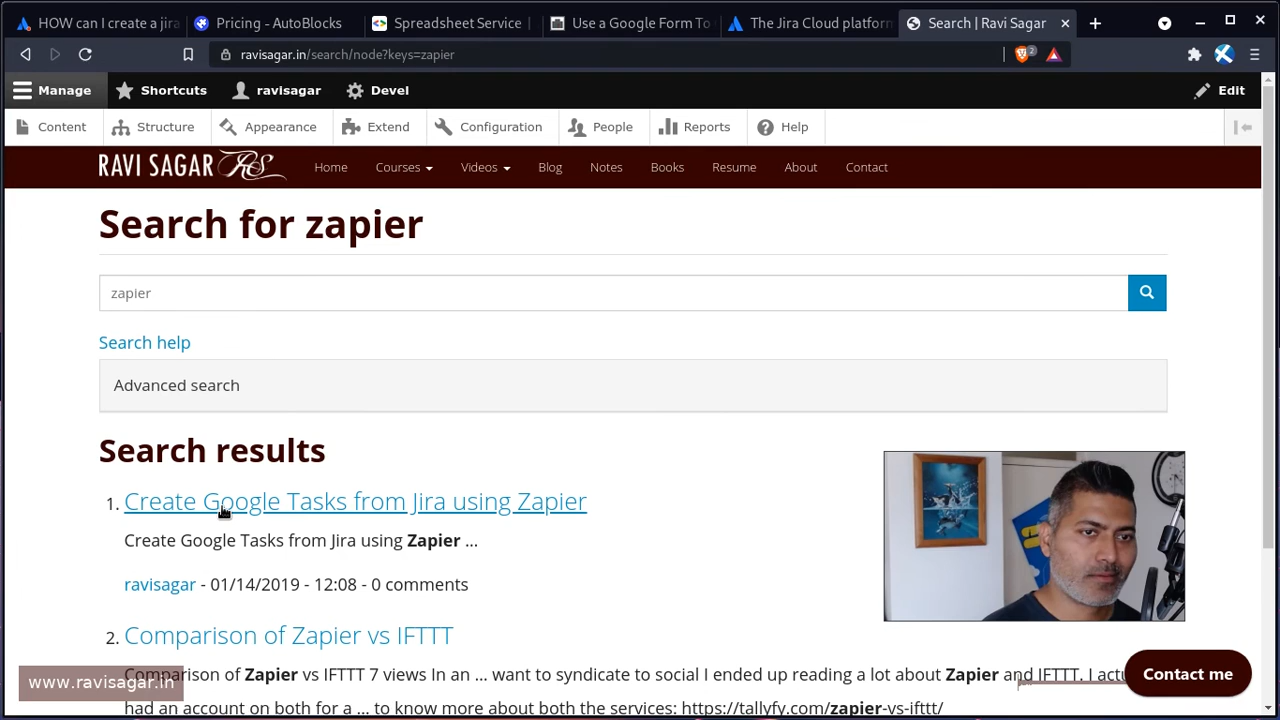 HOW can I create a jira
Pricing - AutoBlocks
Spreadsheet Service
Use a Google Form To
The Jira Cloud platform
Search | Ravi Sagar
ravisagar.in/search/node?keys=zapier
2
Manage
Shortcuts
ravisagar
Devel
Edit
Content
Structure
Appearance
Extend
Configuration
People
Reports
Help
RAVI SAGAR RS
Home
Courses
Videos
Blog
Notes
Books
Resume
About
Contact
Search for zapier
zapier
Search help
Advanced search
Search results
1. Create Google Tasks from Jira using Zapier
Create Google Tasks from Jira using Zapier ...
ravisagar - 01/14/2019 - 12:08 - 0 comments
2. Comparison of Zapier vs IFTTT
Comparison of Zapier vs IFTTT 7 views In an ... want to syndicate to social I ended up reading a lot about Zapier and IFTTT. I
had an account on both for a ... to know more about both the services: https://tallyfy.com/zapier-vs-ifttt/
www.ravisagar.in
Contact me